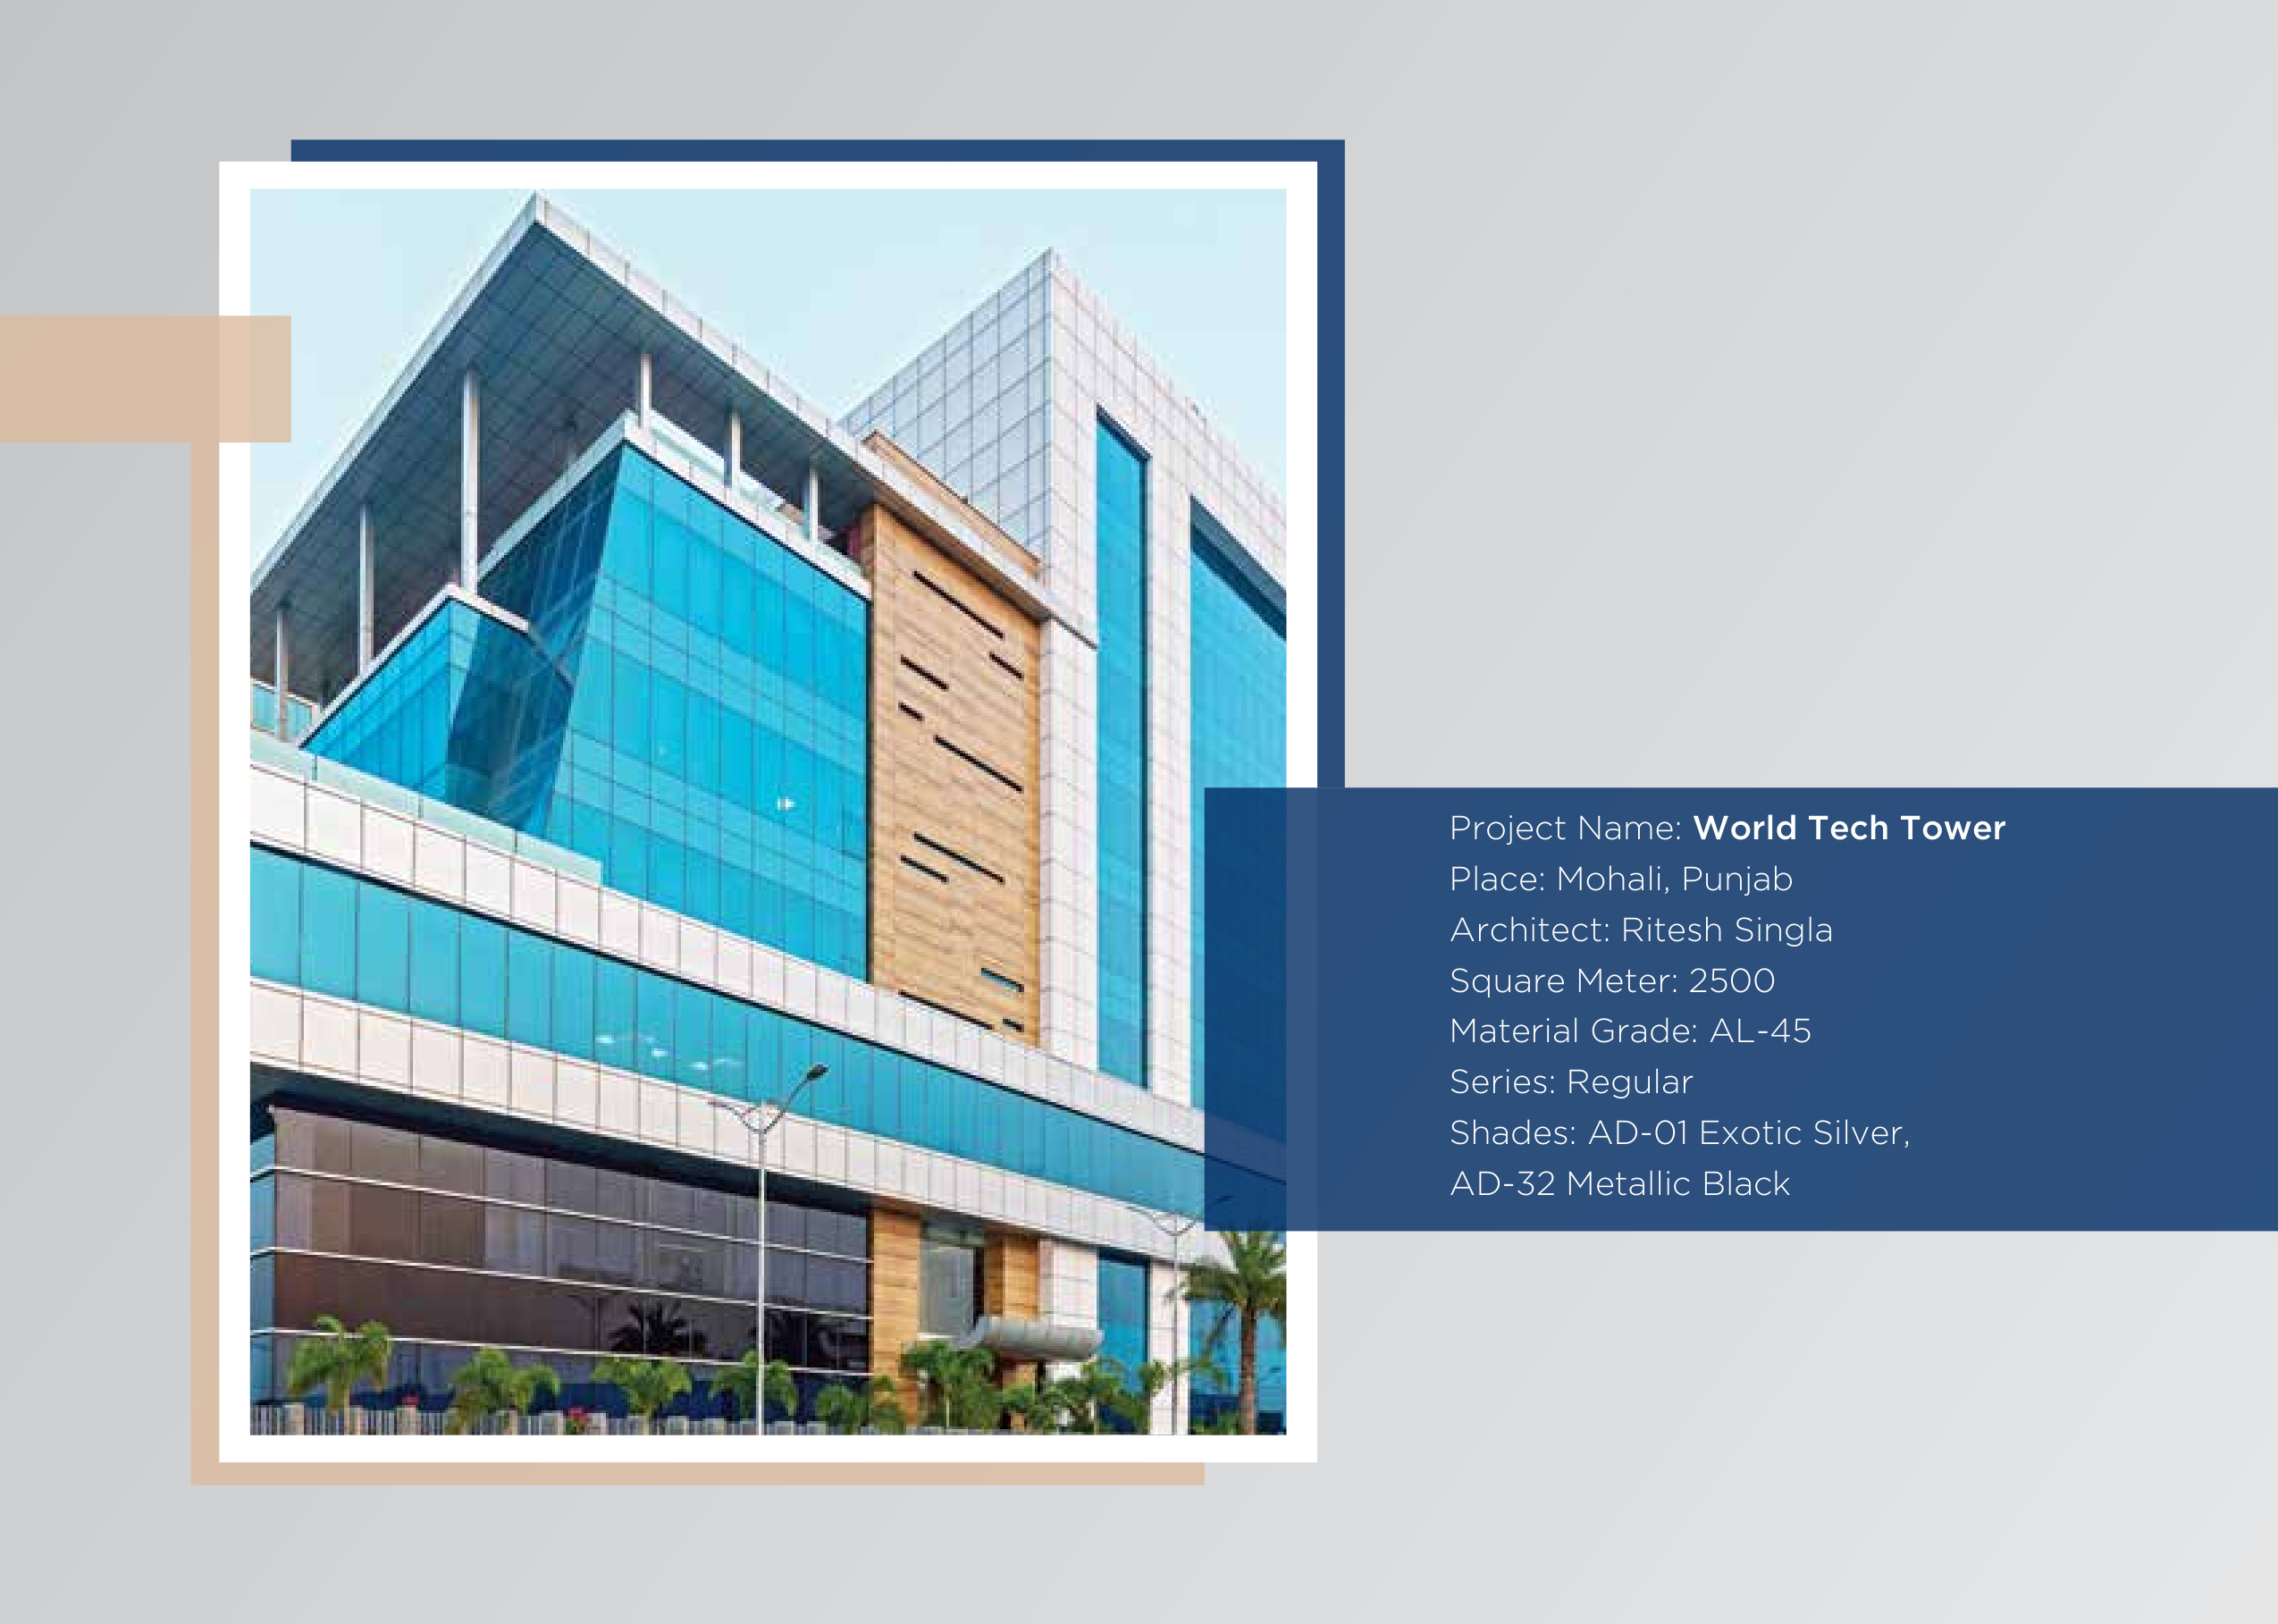 Project Name: World Tech Tower
Place: Mohali, Punjab
Architect: Ritesh Singla
Square Meter: 2500
Material Grade: AL-45
Series: Regular
Shades: AD-01 Exotic Silver,
AD-32 Metallic Black